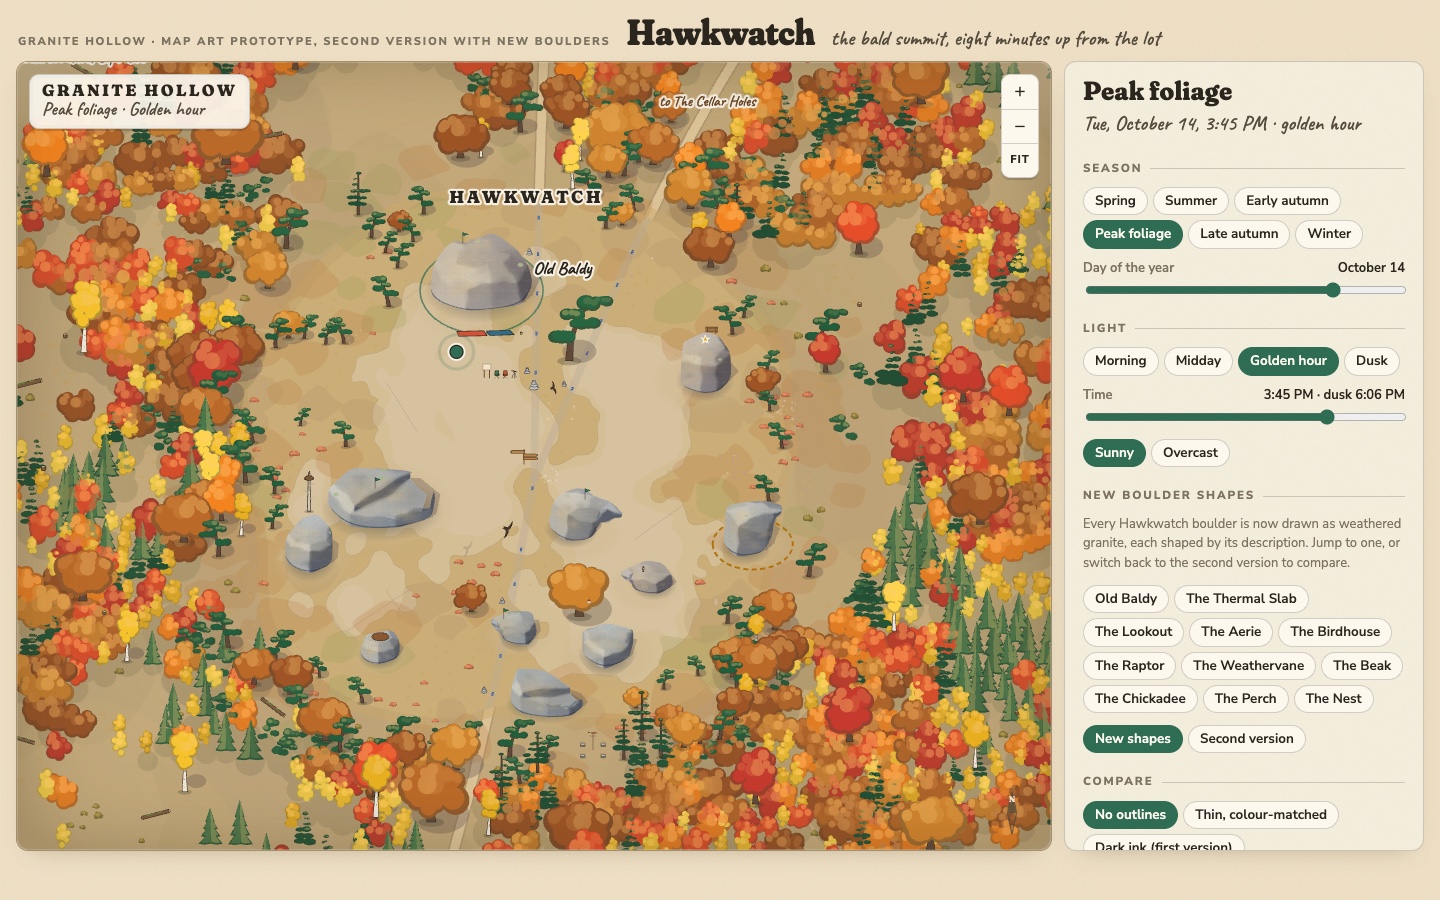 GRANITE HOLLOW · MAP ART PROTOTYPE, SECOND VERSION WITH NEW BOULDERS
Hawkwatch
the bald summit, eight minutes up from the lot
GRANITE HOLLOW
Peak foliage · Golden hour
to The Cellar Holes
+
−
FIT
HAWKWATCH
Old Baldy
N
Peak foliage
Tue, October 14, 3:45 PM · golden hour
SEASON
Spring
Summer
Early autumn
Peak foliage
Late autumn
Winter
Day of the year
October 14
LIGHT
Morning
Midday
Golden hour
Dusk
Time
3:45 PM · dusk 6:06 PM
Sunny
Overcast
NEW BOULDER SHAPES
Every Hawkwatch boulder is now drawn as weathered
granite, each shaped by its description. Jump to one, or
switch back to the second version to compare.
Old Baldy
The Thermal Slab
The Lookout
The Aerie
The Birdhouse
The Raptor
The Weathervane
The Beak
The Chickadee
The Perch
The Nest
New shapes
Second version
COMPARE
No outlines
Thin, colour-matched
Dark ink (first version)